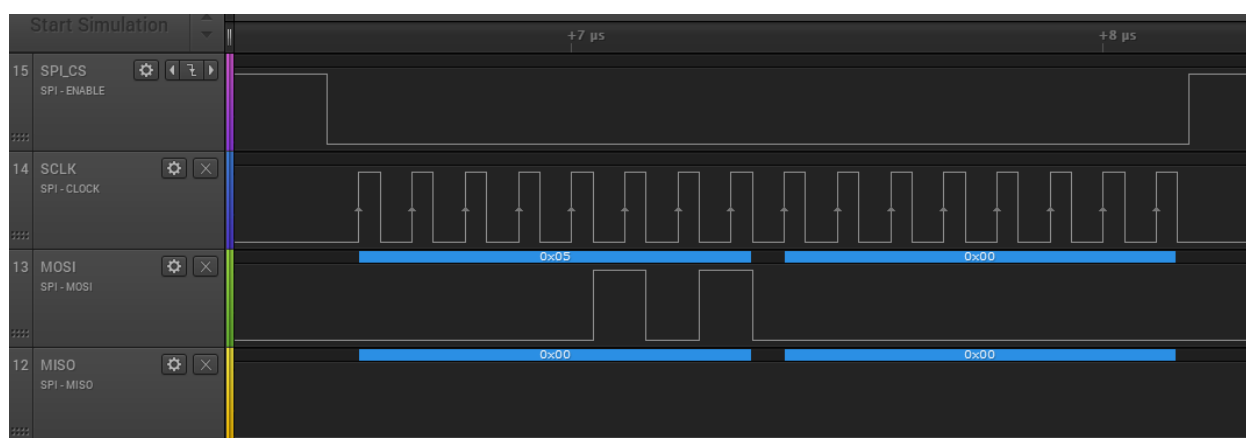 Start Simulation
+7 µs
+8 µs
15 SPI_CS
SPI - ENABLE
14 SCLK
SPI - CLOCK
0x05
0x00
13 MOSI
SPI - MOSI
0x00
0x00
12 MISO
SPI - MISO